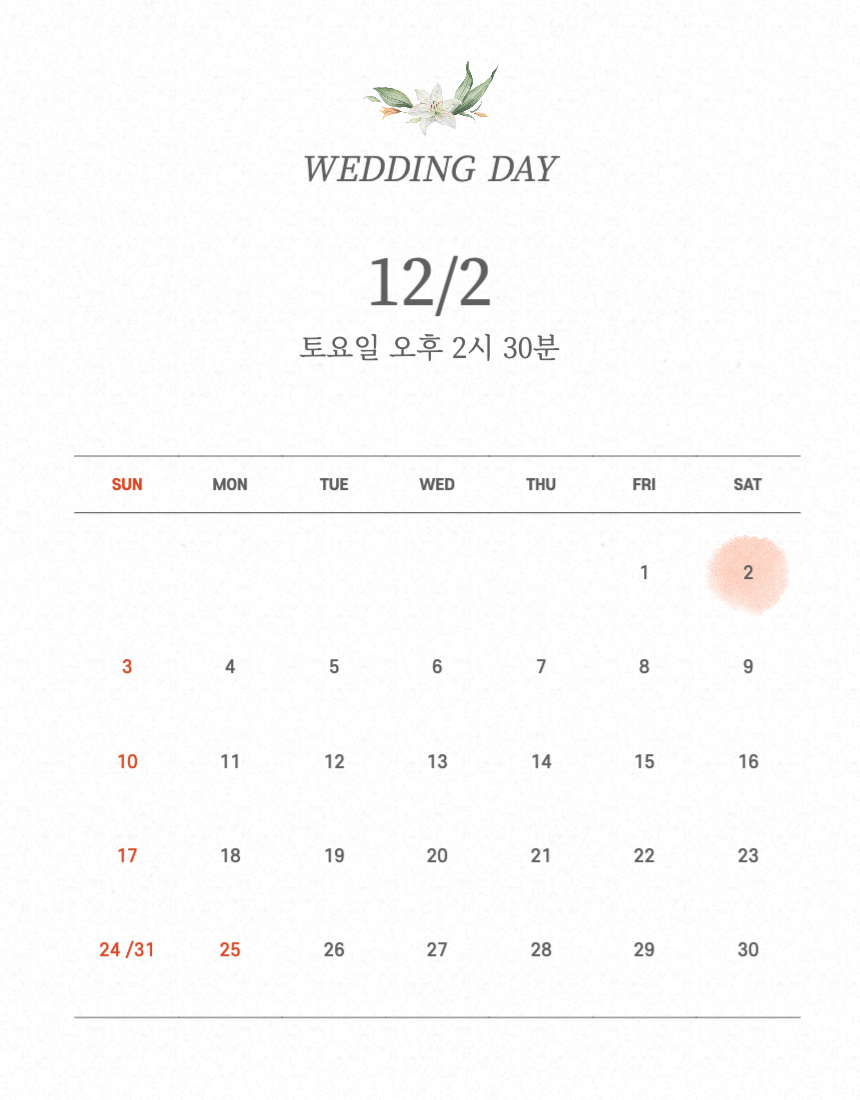 WEDDING DAY
12/2
토요일 오후 2시 30분
SUN MON TUE WED THU FRI SAT
1 2
3 4 5 6 7 8 9
10 11 12 13 14 15 16
17 18 19 20 21 22 23
24 /31 25 26 27 28 29 30